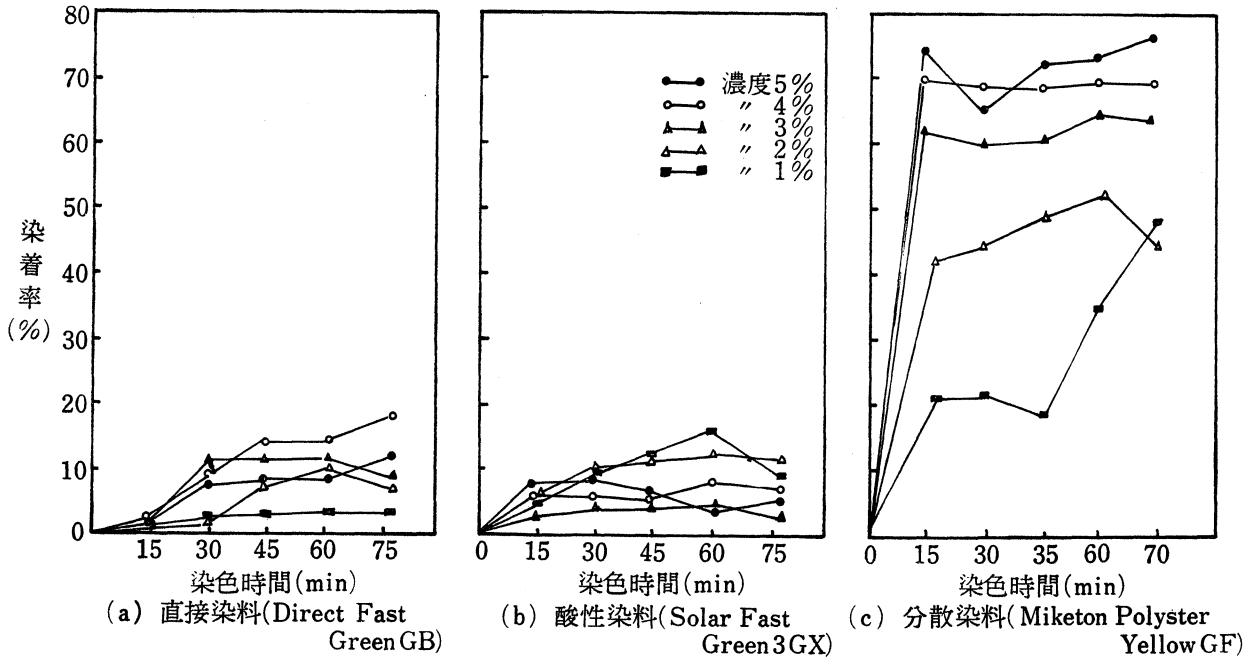 80
70
60
50
40
30
20
10
0
染着率(%)
15 30 45 60 75
染色時間(min)
(a) 直接染料(Direct Fast
Green GB)
濃度5%
〃 4%
〃 3%
〃 2%
〃 1%
0 15 30 45 60 75
染色時間(min)
(b) 酸性染料(Solar Fast
Green 3GX)
0 15 30 35 60 70
染色時間(min)
(c) 分散染料(Miketon Polyster
Yellow GF)